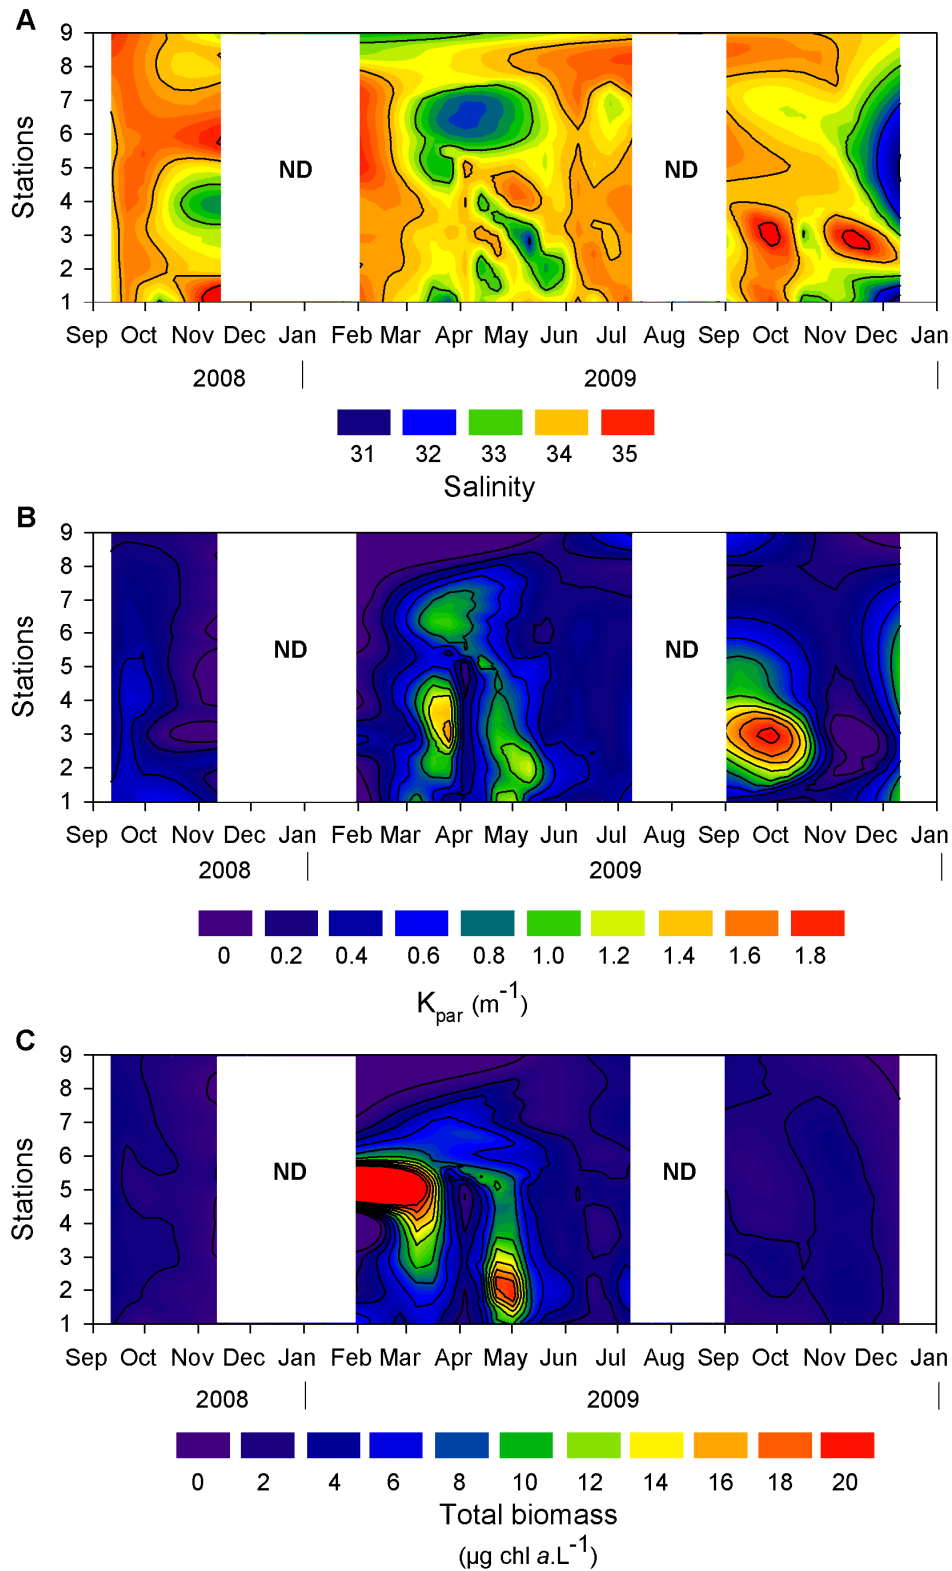 A
9
8
7
6
5
4
3
2
1
Stations
ND
ND
Sep Oct Nov Dec Jan Feb Mar Apr May Jun Jul Aug Sep Oct Nov Dec Jan
2008 2009
31 32 33 34 35
Salinity
B
9
8
7
6
5
4
3
2
1
Stations
ND
ND
Sep Oct Nov Dec Jan Feb Mar Apr May Jun Jul Aug Sep Oct Nov Dec Jan
2008 2009
0 0.2 0.4 0.6 0.8 1.0 1.2 1.4 1.6 1.8
Kpar (m-1)
C
9
8
7
6
5
4
3
2
1
Stations
ND
ND
Sep Oct Nov Dec Jan Feb Mar Apr May Jun Jul Aug Sep Oct Nov Dec Jan
2008 2009
0 2 4 6 8 10 12 14 16 18 20
Total biomass
(µg chl a.L-1)